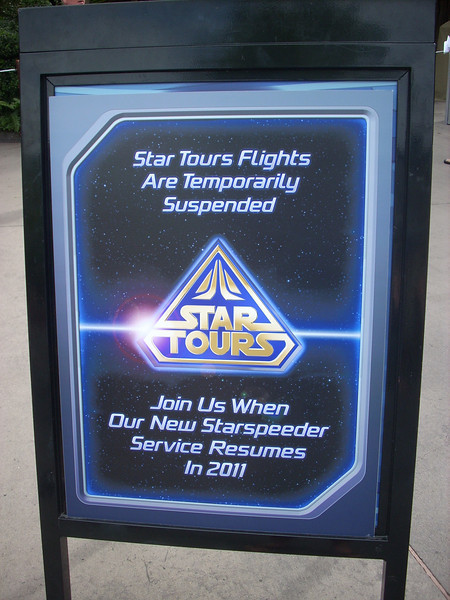 Star Tours Flights
Are Temporarily
Suspended
STAR
TOURS
Join Us When
Our New Starspeeder
Service Resumes
In 2011